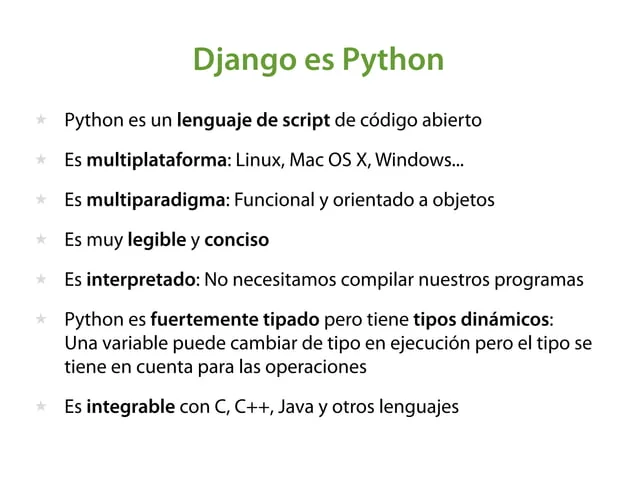 Django es Python
Python es un lenguaje de script de código abierto
Es multiplataforma: Linux, Mac OS X, Windows...
Es multiparadigma: Funcional y orientado a objetos
Es muy legible y conciso
Es interpretado: No necesitamos compilar nuestros programas
Python es fuertemente tipado pero tiene tipos dinámicos:
Una variable puede cambiar de tipo en ejecución pero el tipo se
tiene en cuenta para las operaciones
Es integrable con C, C++, Java y otros lenguajes